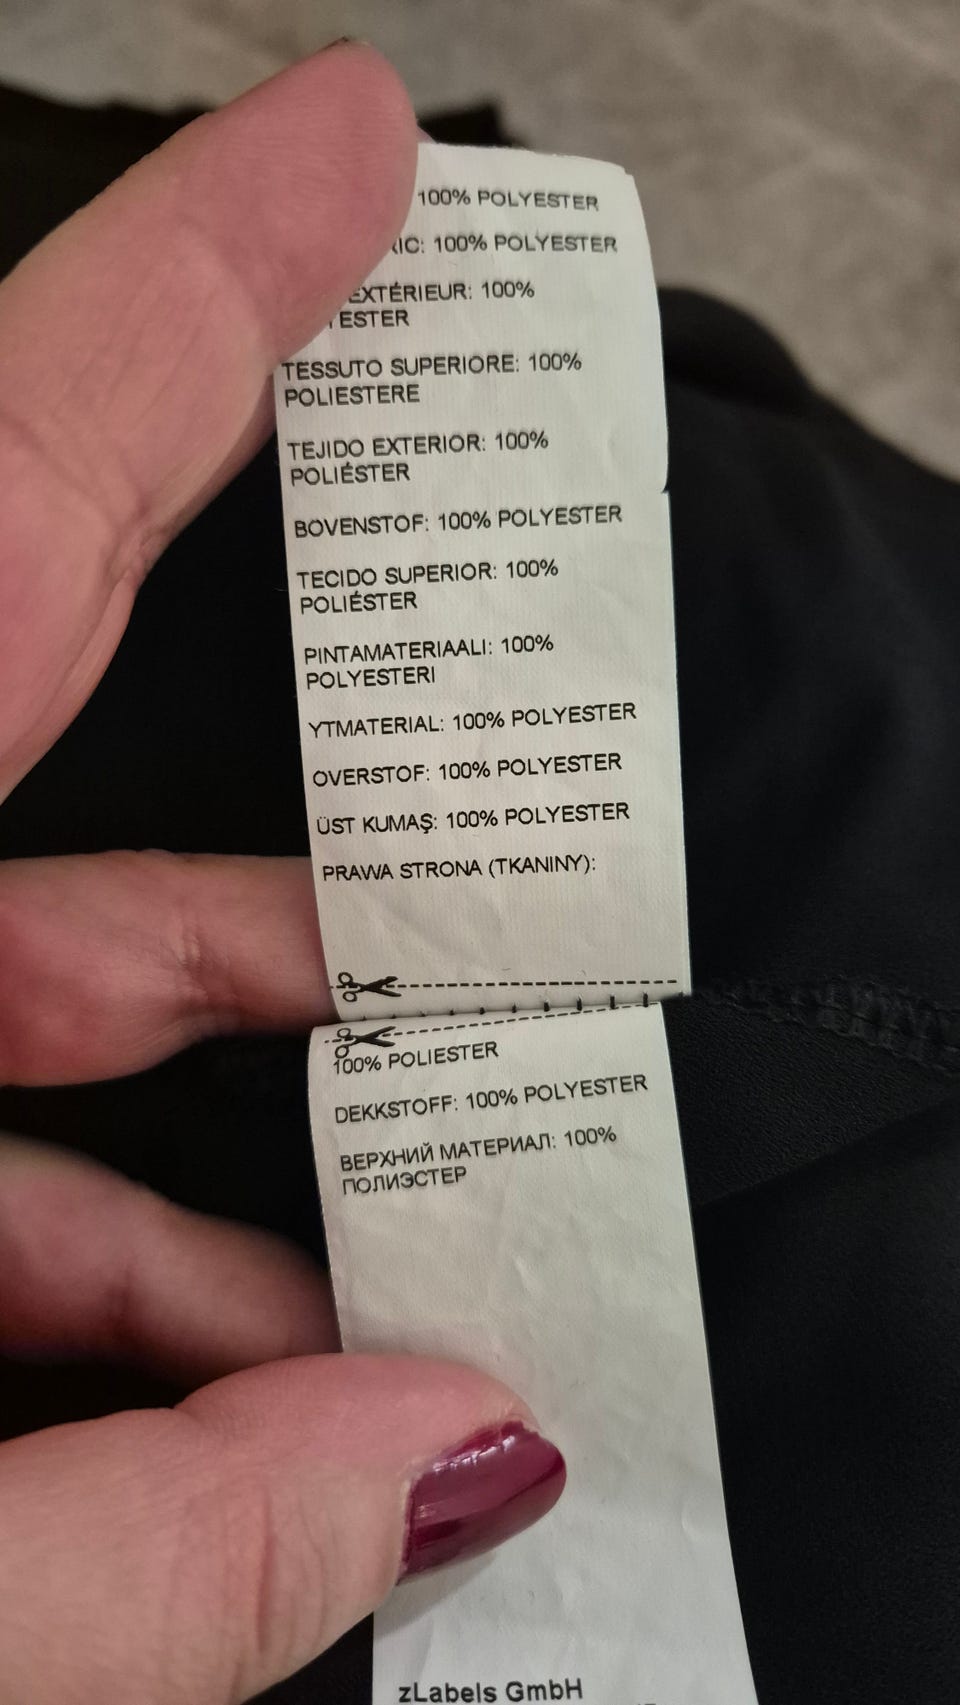 100% POLYESTER
100% POLYESTER
EXTÉRIEUR: 100%
TESSUTO SUPERIORE: 100%
POLIESTERE
TEJIDO EXTERIOR: 100%
POLIÉSTER
BOVENSTOF: 100% POLYESTER
TECIDO SUPERIOR: 100%
POLIÉSTER
PINTAMATERIAALI: 100%
POLYESTERI
YTMATERIAL: 100% POLYESTER
OVERSTOF: 100% POLYESTER
ÜST KUMAŞ: 100% POLYESTER
PRAWA STRONA (TKANINY):
100% POLIESTER
DEKKSTOFF: 100% POLYESTER
ВЕРХНИЙ МАТЕРИАЛ: 100%
ПОЛИЭСТЕР
zLabels GmbH